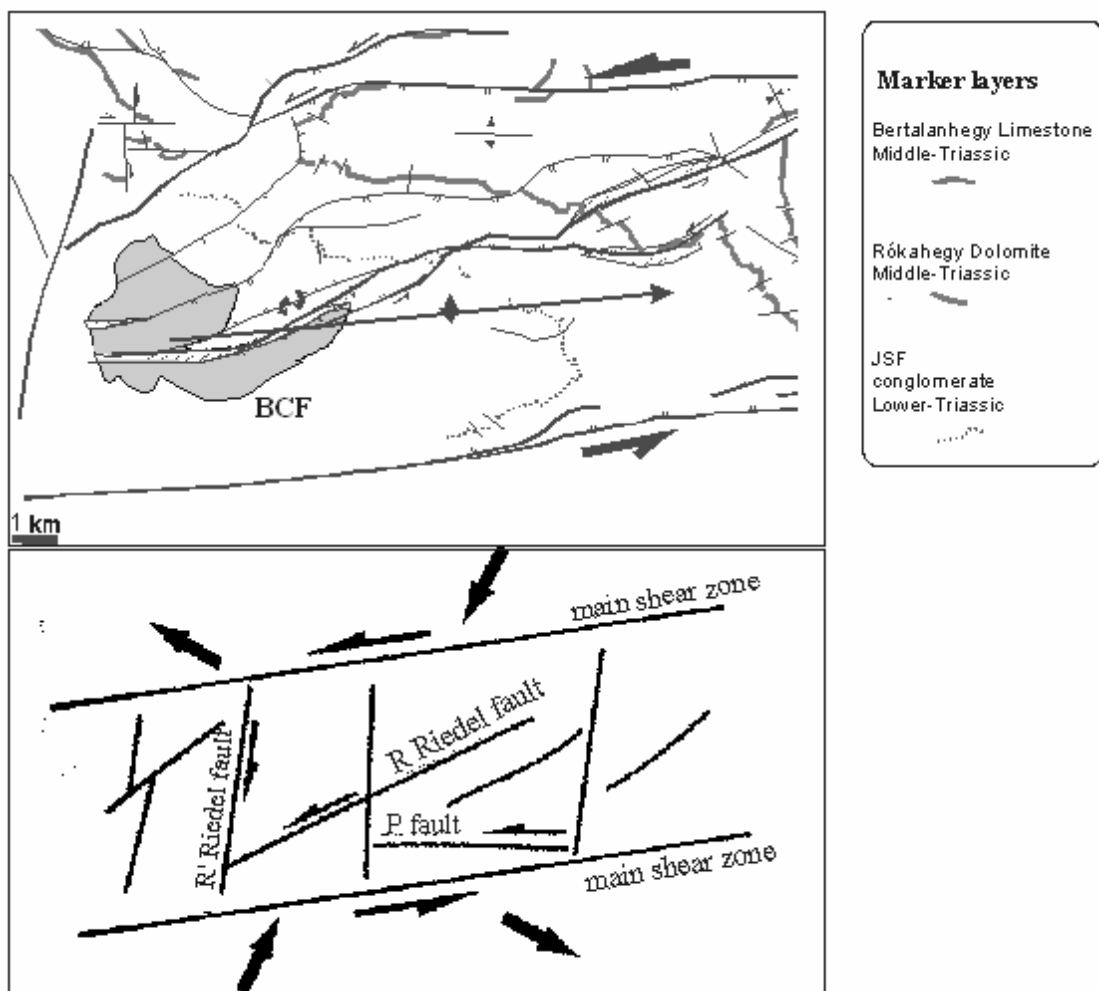 Marker layers
Bertalanhegy Limestone
Middle-Triassic
Rókahegy Dolomite
Middle-Triassic
JSF
conglomerate
Lower-Triassic
BCF
1 km
main shear zone
R' Riedel fault
R Riedel fault
P fault
main shear zone